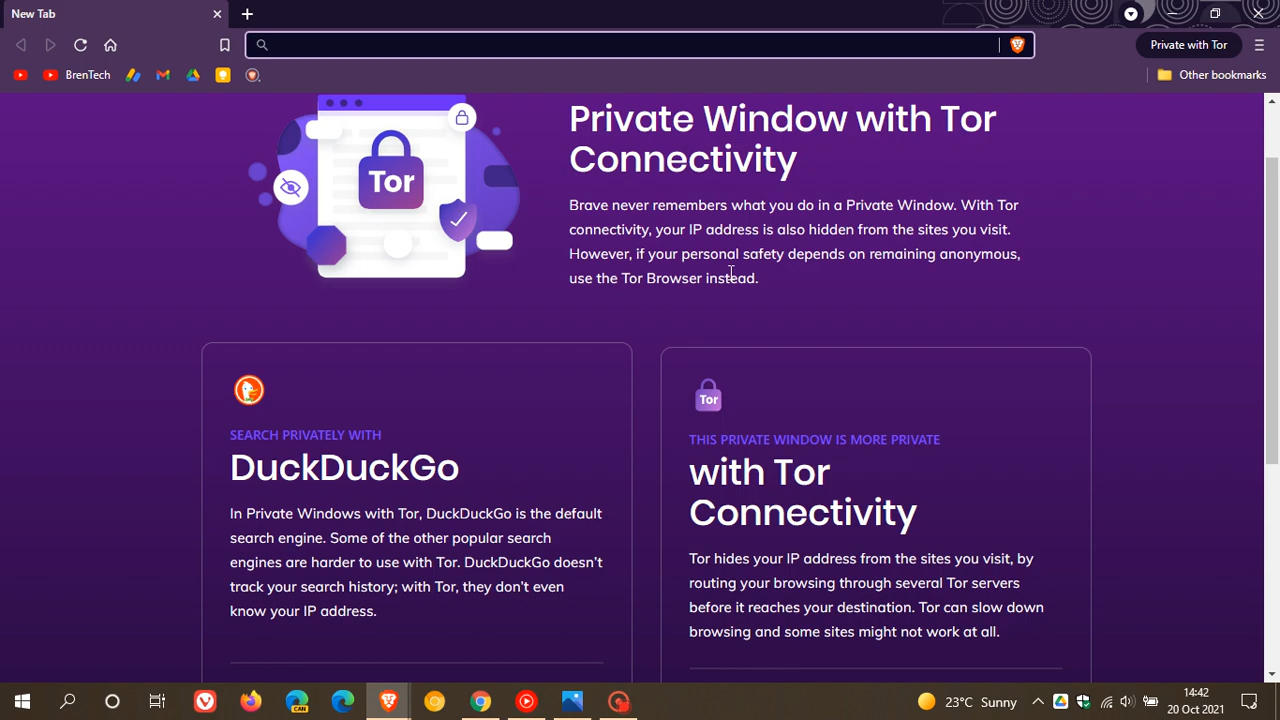 New Tab
Private with Tor
BrenTech
Other bookmarks
Tor
Private Window with Tor
Connectivity
Brave never remembers what you do in a Private Window. With Tor
connectivity, your IP address is also hidden from the sites you visit.
However, if your personal safety depends on remaining anonymous,
use the Tor Browser instead.
SEARCH PRIVATELY WITH
DuckDuckGo
In Private Windows with Tor, DuckDuckGo is the default
search engine. Some of the other popular search
engines are harder to use with Tor. DuckDuckGo doesn't
track your search history; with Tor, they don't even
know your IP address.
Tor
THIS PRIVATE WINDOW IS MORE PRIVATE
with Tor
Connectivity
Tor hides your IP address from the sites you visit, by
routing your browsing through several Tor servers
before it reaches your destination. Tor can slow down
browsing and some sites might not work at all.
CAN
23°C Sunny
14:42
20 Oct 2021